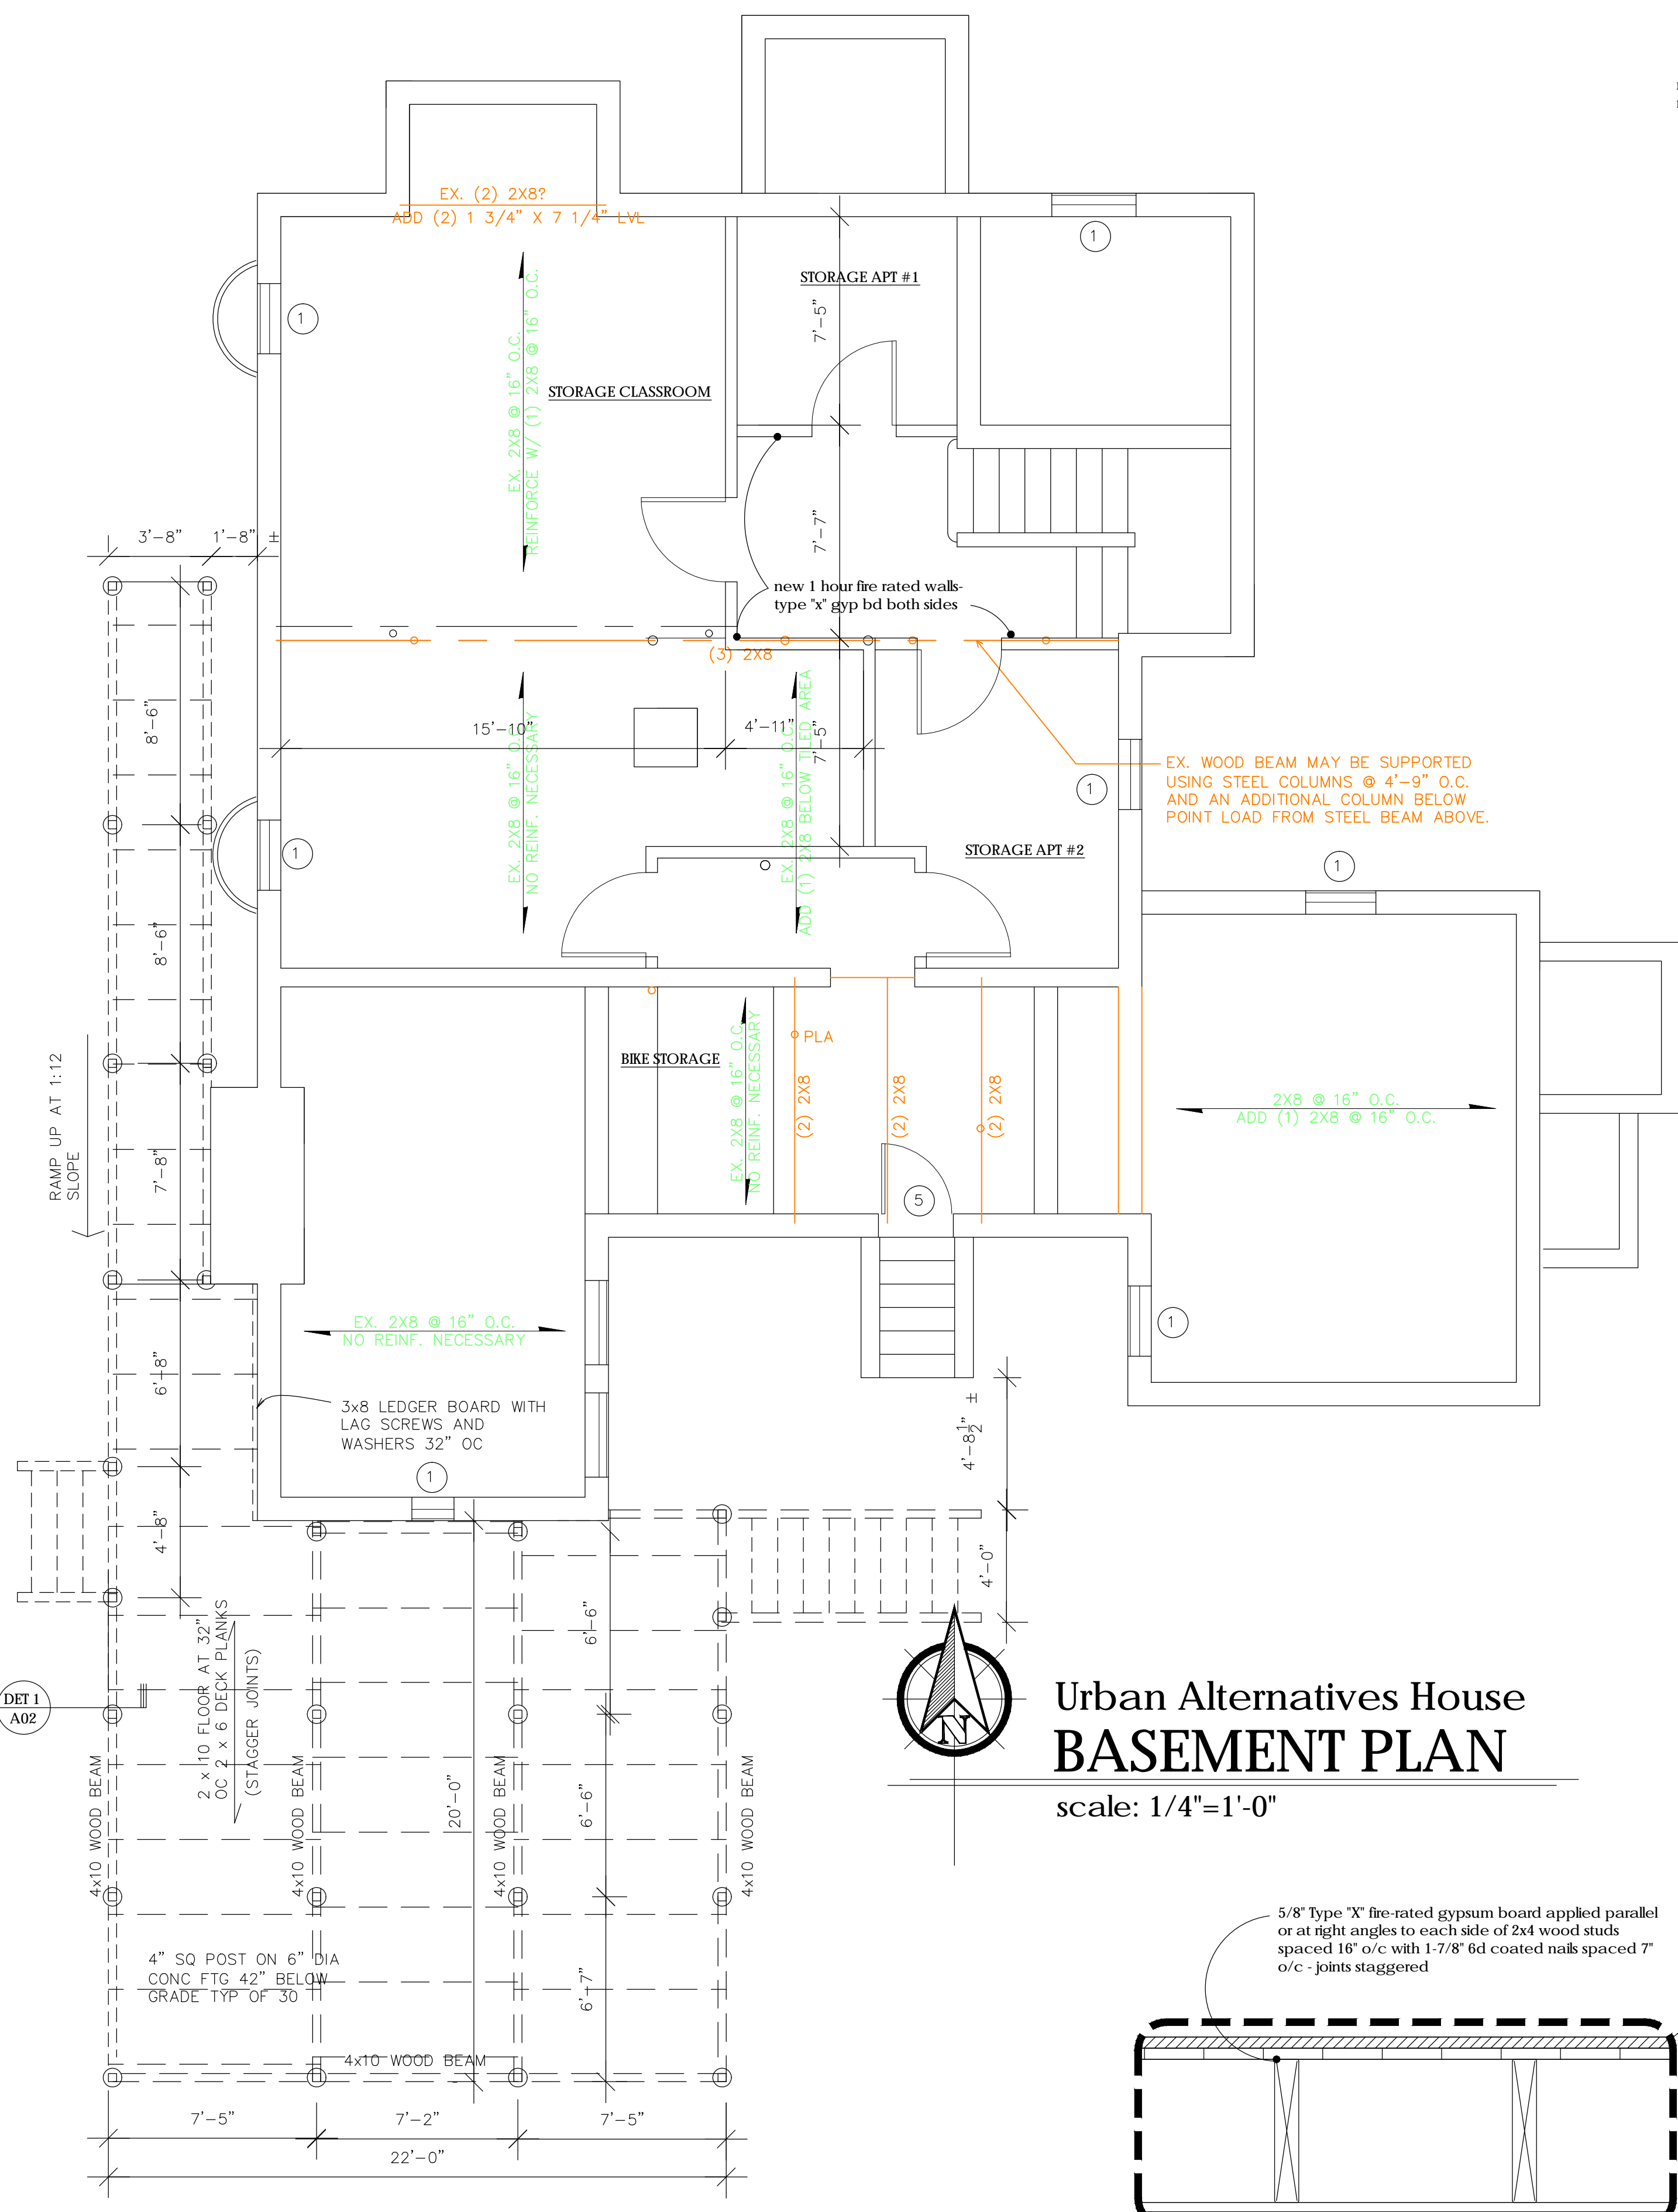 EX. (2) 2X8?
ADD (2) 1 3/4" X 7 1/4" LVL
1
STORAGE APT #1
7'-5"
1
EX. 2X8 @ 16" O.C.
REINFORCE W/ (1) 2X8 @ 16" O.C.
STORAGE CLASSROOM
7'-7"
3'-8"
1'-8" ±
new 1 hour fire rated walls-
type "x" gyp bd both sides
(3) 2X8
8'-6"
15'-10"
4'-11"
7'-5"
EX. 2X8 @ 16" O.C.
NO REINF. NECESSARY
EX. 2X8 @ 16" O.C.
ADD (1) 2X8 BELOW TILED AREA
EX. WOOD BEAM MAY BE SUPPORTED
USING STEEL COLUMNS @ 4'-9" O.C.
AND AN ADDITIONAL COLUMN BELOW
POINT LOAD FROM STEEL BEAM ABOVE.
1
1
STORAGE APT #2
1
8'-6"
BIKE STORAGE
EX. 2X8 @ 16" O.C.
NO REINF. NECESSARY
PLA
(2) 2X8
(2) 2X8
(2) 2X8
2X8 @ 16" O.C.
ADD (1) 2X8 @ 16" O.C.
RAMP UP AT 1:12
SLOPE
7'-8"
5
1
EX. 2X8 @ 16" O.C.
NO REINF. NECESSARY
6'-8"
3x8 LEDGER BOARD WITH
LAG SCREWS AND
WASHERS 32" OC
4'-8 1/2" ±
1
4'-8"
4'-0"
6'-6"
2 x 10 FLOOR AT 32"
OC 2 x 6 DECK PLANKS
(STAGGER JOINTS)
DET 1
A02
N
Urban Alternatives House
BASEMENT PLAN
scale: 1/4"=1'-0"
4x10 WOOD BEAM
4x10 WOOD BEAM
20'-0"
4x10 WOOD BEAM
6'-6"
4x10 WOOD BEAM
4" SQ POST ON 6" DIA
CONC FTG 42" BELOW
GRADE TYP OF 30
6'-7"
4x10 WOOD BEAM
5/8" Type "X" fire-rated gypsum board applied parallel
or at right angles to each side of 2x4 wood studs
spaced 16" o/c with 1-7/8" 6d coated nails spaced 7"
o/c - joints staggered
7'-5"
7'-2"
7'-5"
22'-0"